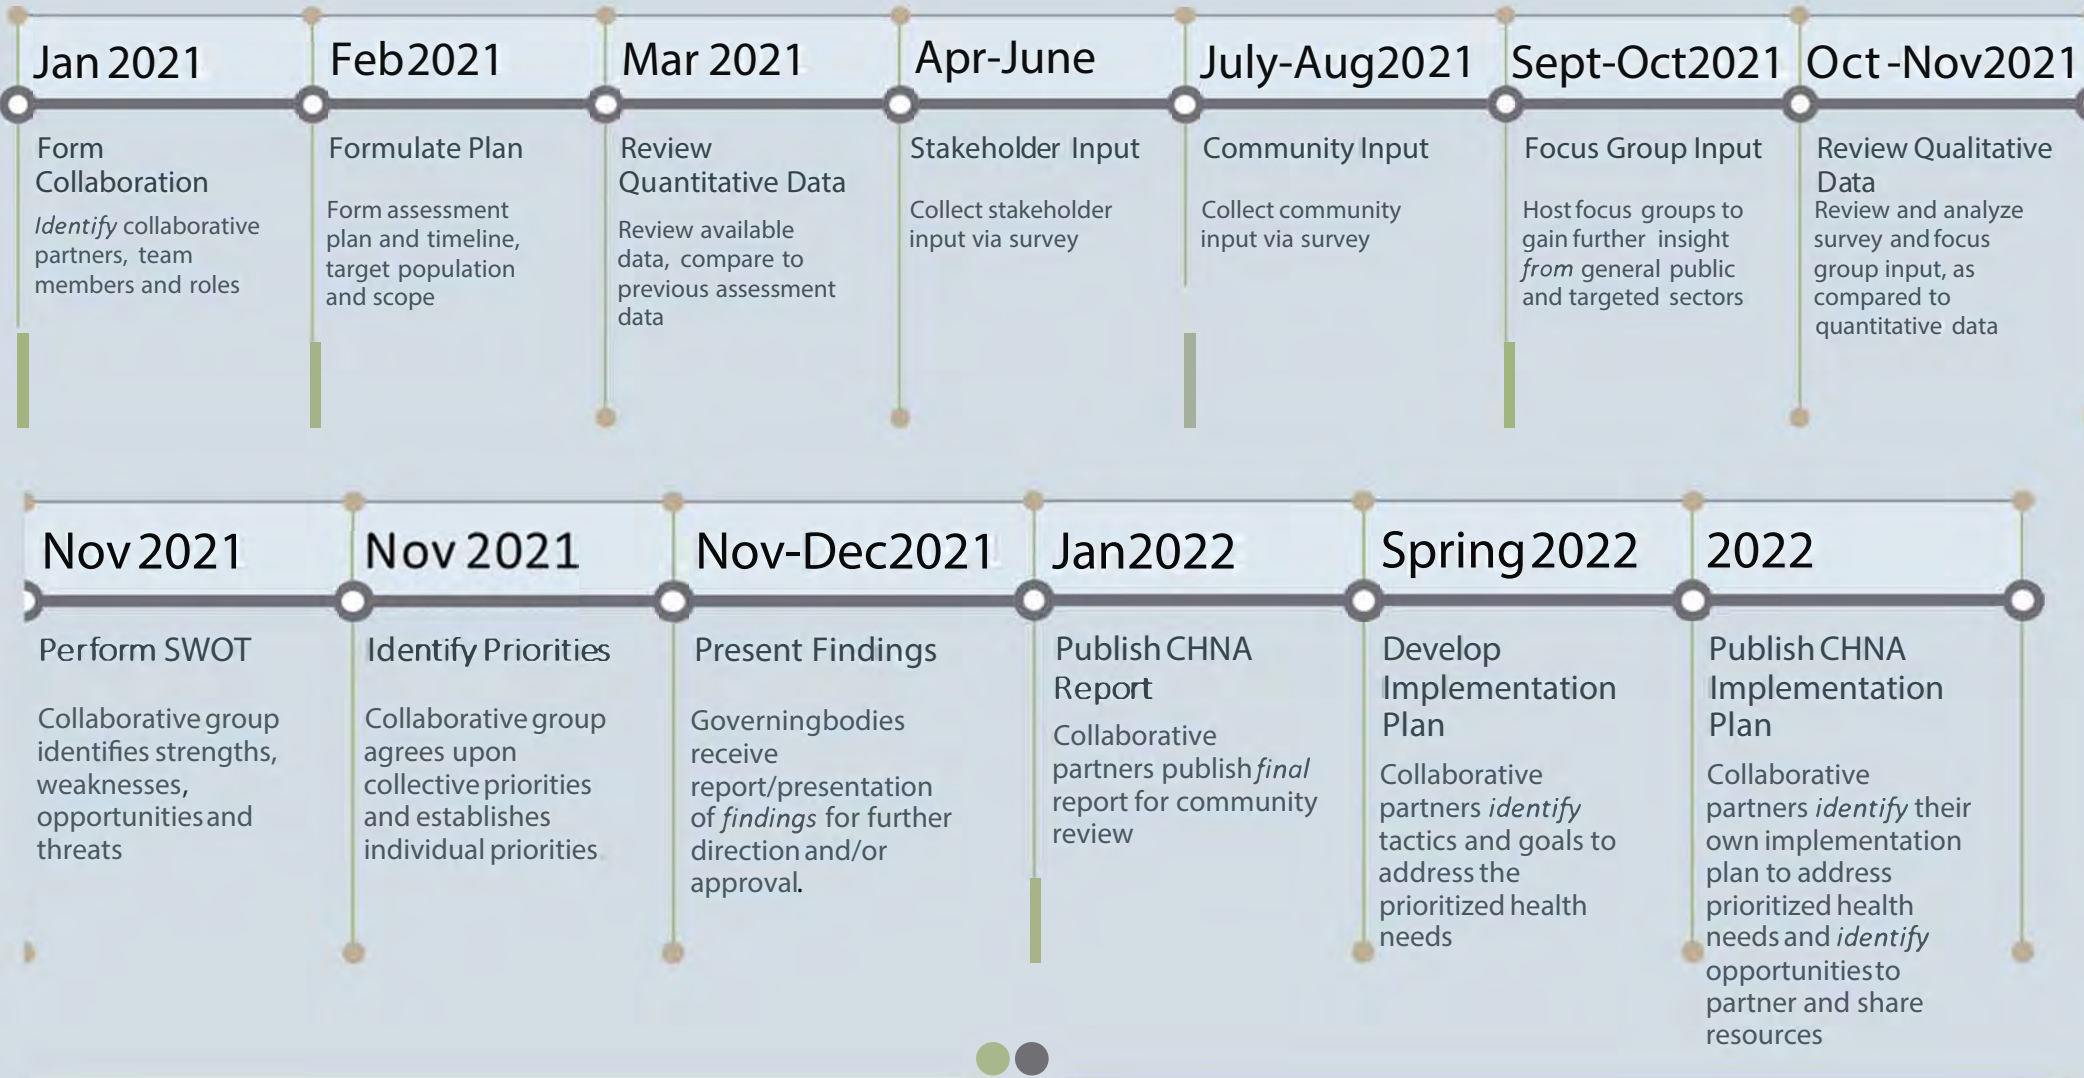 Jan 2021
Form
Collaboration
Identify collaborative
partners, team
members and roles
Feb2021
Formulate Plan
Form assessment
plan and timeline,
target population
and scope
Mar 2021
Review
Quantitative Data
Review available
data, compare to
previous assessment
data
Apr-June
Stakeholder Input
Collect stakeholder
input via survey
July-Aug2021
Community Input
Collect community
input via survey
Sept-Oct2021
Focus Group Input
Host focus groups to
gain further insight
from general public
and targeted sectors
Oct -Nov2021
Review Qualitative
Data
Review and analyze
survey and focus
group input, as
compared to
quantitative data
Nov 2021
Perform SWOT
Collaborative group
identifies strengths,
weaknesses,
opportunities and
threats
Nov 2021
Identify Priorities
Collaborative group
agrees upon
collective priorities
and establishes
individual priorities.
Nov-Dec2021
Present Findings
Governing bodies
receive
report/presentation
of findings for further
direction and/or
approval.
Jan2022
Publish CHNA
Report
Collaborative
partners publish final
report for community
review
Spring 2022
Develop
Implementation
Plan
Collaborative
partners identify
tactics and goals to
address the
prioritized health
needs
2022
Publish CHNA
Implementation
Plan
Collaborative
partners identify their
own implementation
plan to address
prioritized health
needs and identify
opportunities to
partner and share
resources